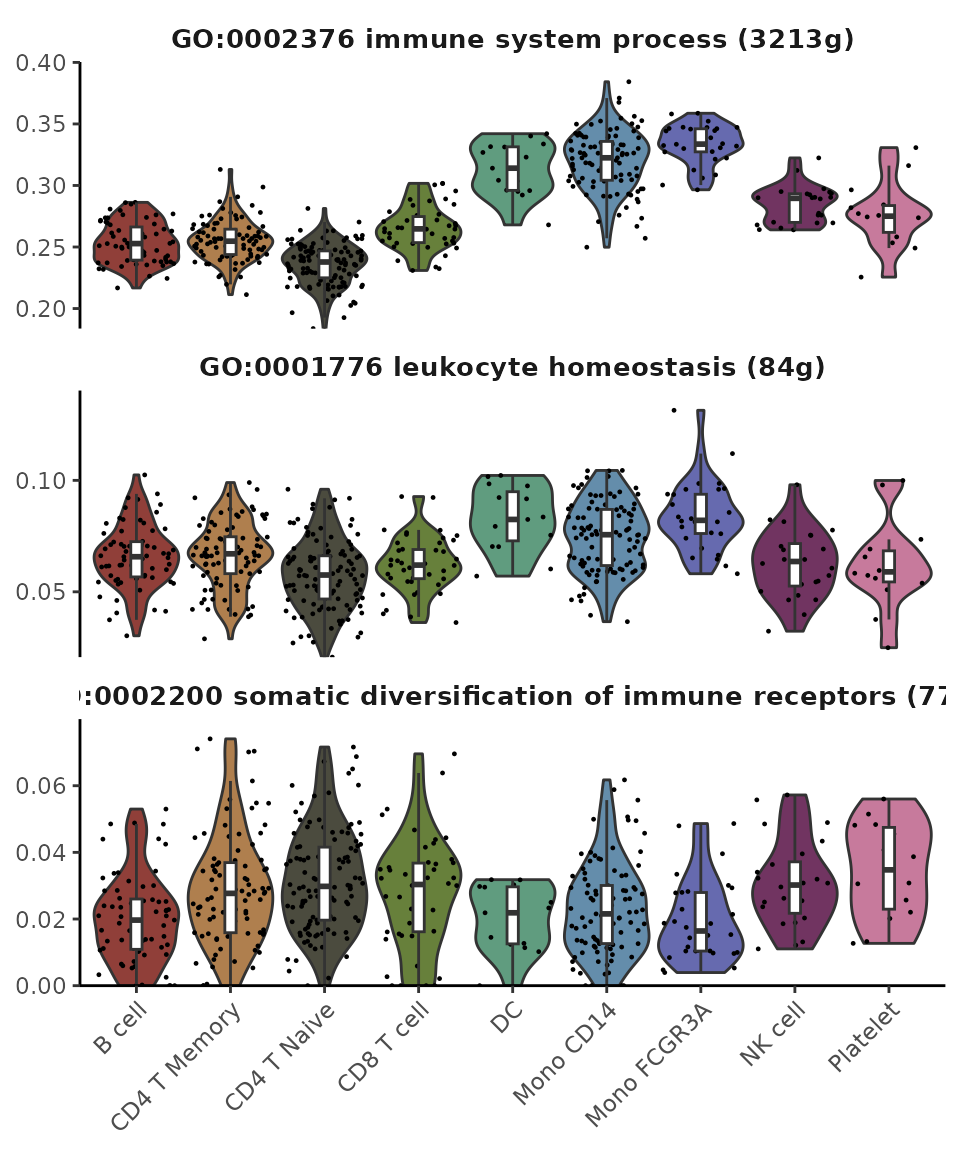 GO:0002376 immune system process (3213g)
0.40
0.35
0.30
0.25
0.20
GO:0001776 leukocyte homeostasis (84g)
0.10
0.05
:0002200 somatic diversification of immune receptors (77
0.06
0.04
0.02
0.00
B cell
CD4 T Memory
CD4 T Naive
CD8 T cell
DC
Mono CD14
Mono FCGR3A
NK cell
Platelet